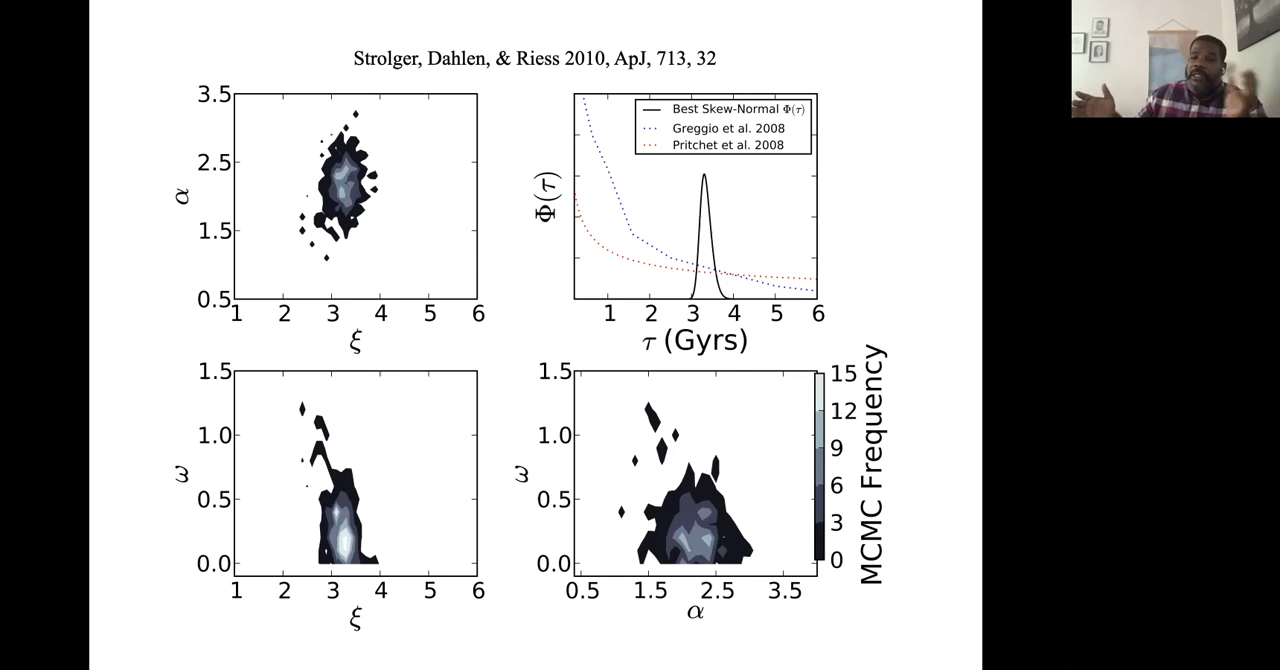 Strolger, Dahlen, & Riess 2010, ApJ, 713, 32
3.5
2.5
1.5
0.5
α
1 2 3 4 5 6
ξ
Best Skew-Normal Φ(τ)
Greggio et al. 2008
Pritchet et al. 2008
Φ(τ)
1 2 3 4 5 6
τ (Gyrs)
1.5
1.0
0.5
0.0
ω
1 2 3 4 5 6
ξ
1.5
1.0
0.5
0.0
ω
0.5 1.5 2.5 3.5
α
15
12
9
6
3
0
MCMC Frequency